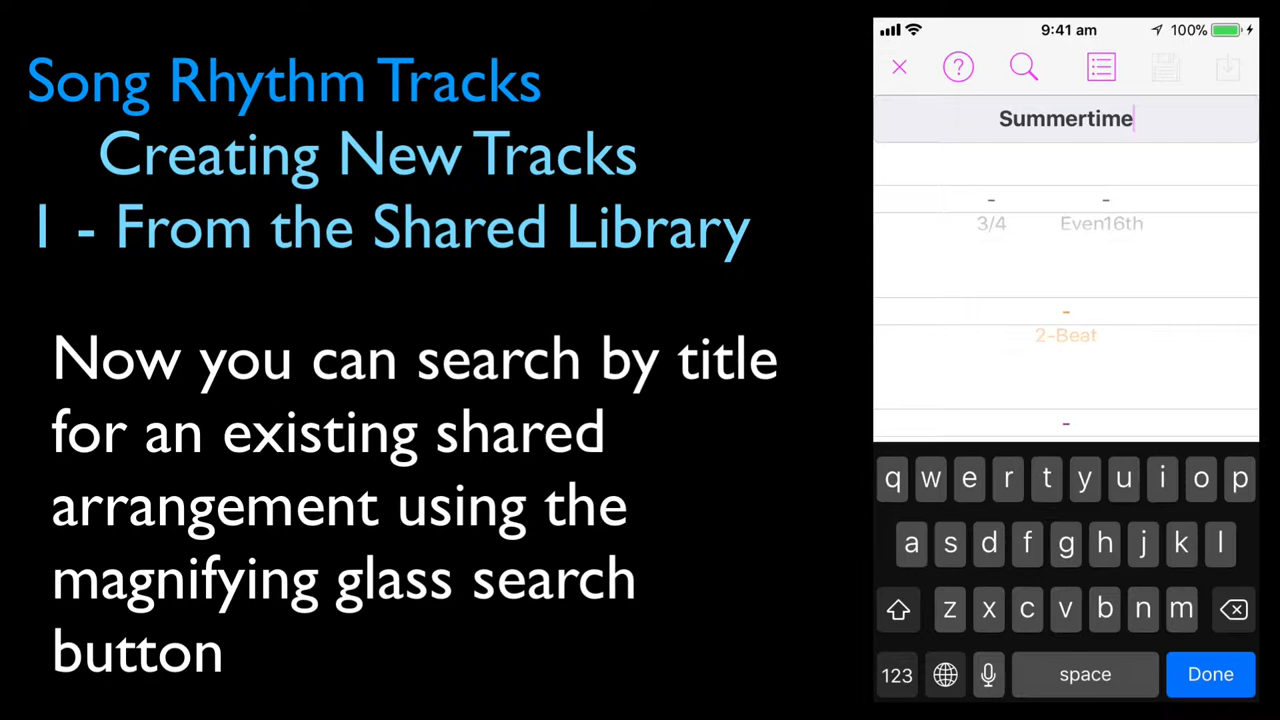 Song Rhythm Tracks
Creating New Tracks
1 - From the Shared Library
Now you can search by title
for an existing shared
arrangement using the
magnifying glass search
button
9:41 am
100%
?
Summertime
- -
3/4 Even16th
-
2-Beat
-
q w e r t y u i o p
a s d f g h j k l
z x c v b n m
123 space Done